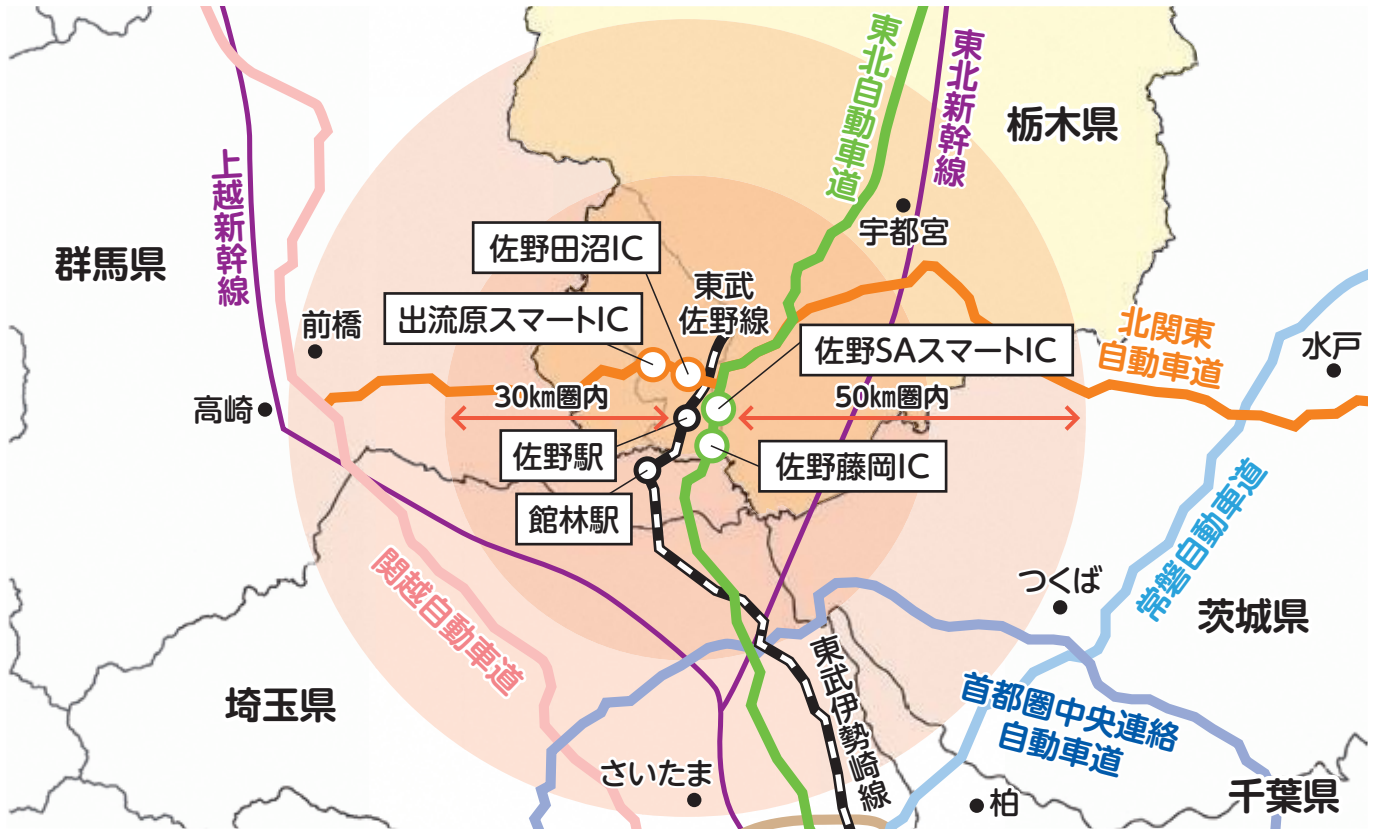 東北自動車道
東北新幹線
栃木県
上越新幹線
宇都宮
群馬県
佐野田沼IC
東武
佐野線
出流原スマートIC
前橋
佐野SAスマートIC
北関東
自動車道
水戸
30㎞圏内
50㎞圏内
高崎
佐野駅
佐野藤岡IC
館林駅
常磐自動車道
関越自動車道
つくば
茨城県
東武伊勢崎線
埼玉県
首都圏中央連絡
自動車道
さいたま
柏
千葉県